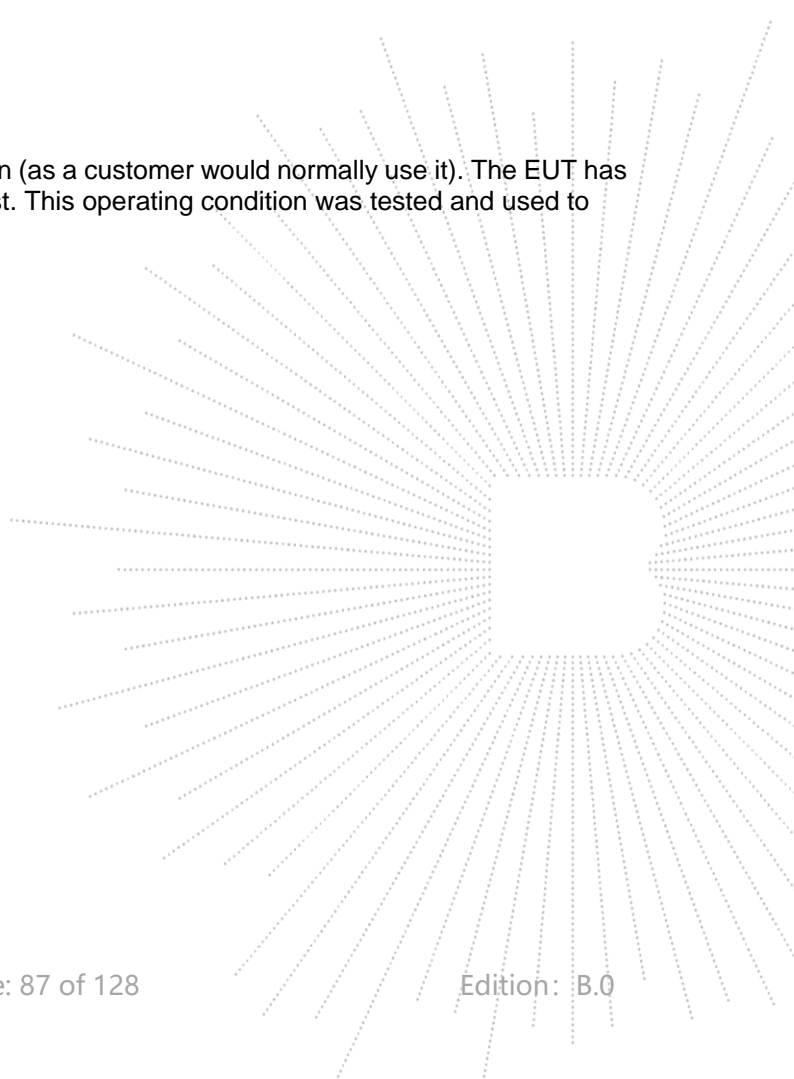 n (as a customer would normally use it). The EUT has
st. This operating condition was tested and used to
e: 87 of 128 Edition: B.0